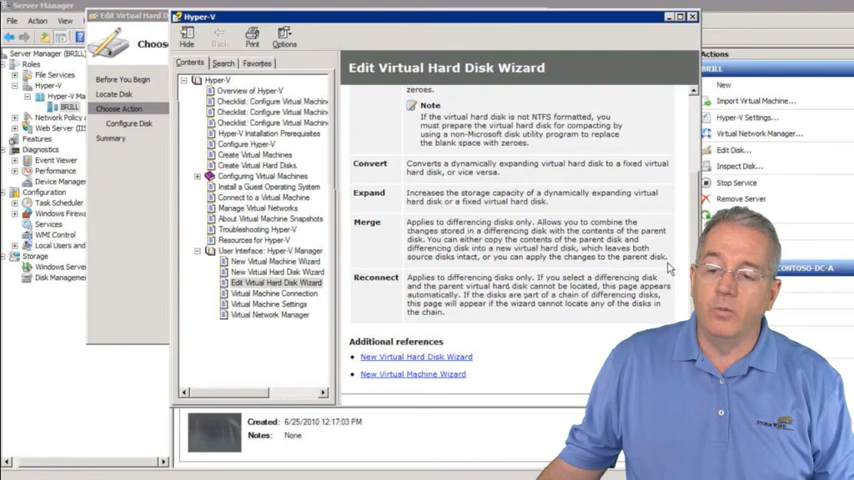 Server Manager
File Action
Edit Virtual Hard D
Hyper-V
Hide Back Print Options
Contents Search Favorites
Choos
Before You Begin
Locate Disk
Choose Action
Configure Disk
Summary
Server Manager (BRILL)
Roles
File Services
Hyper-V
Hyper-V Ma
BRILL
Network Policy
Web Server (II
Features
Diagnostics
Event Viewer
Performance
Device Manag
Configuration
Task Scheduler
Windows Firew
Services
WMI Control
Local Users and
Storage
Windows Server
Disk Management
Hyper-V
Overview of Hyper-V
Checklist: Configure Virtual Machin
Checklist: Configure Virtual Machin
Checklist: Configure Virtual Machin
Hyper-V Installation Prerequisites
Configure Hyper-V
Create Virtual Machines
Create Virtual Hard Disks
Configuring Virtual Machines
Install a Guest Operating System
Connect to a Virtual Machine
Manage Virtual Networks
About Virtual Machine Snapshots
Troubleshooting Hyper-V
Resources for Hyper-V
User Interface: Hyper-V Manager
New Virtual Machine Wizard
New Virtual Hard Disk Wizard
Edit Virtual Hard Disk Wizard
Virtual Machine Connection
Virtual Machine Settings
Virtual Network Manager
Edit Virtual Hard Disk Wizard
zeroes.
Note
If the virtual hard disk is not NTFS formatted, you
must prepare the virtual hard disk for compacting by
using a non-Microsoft disk utility program to replace
the blank space with zeroes.
Convert Converts a dynamically expanding virtual hard disk to a fixed virtual
hard disk, or vice versa.
Expand Increases the storage capacity of a dynamically expanding virtual
hard disk or a fixed virtual hard disk.
Merge Applies to differencing disks only. Allows you to combine the
changes stored in a differencing disk with the contents of the parent
disk. You can either copy the contents of the parent disk and
differencing disk into a new virtual hard disk, which leaves both
source disks intact, or you can apply the changes to the parent disk.
Reconnect Applies to differencing disks only. If you select a differencing disk
and the parent virtual hard disk cannot be located, this page appears
automatically. If the disks are part of a chain of differencing disks,
this page will appear if the wizard cannot locate any of the disks in
the chain.
Additional references
New Virtual Hard Disk Wizard
New Virtual Machine Wizard
Created: 6/25/2010 12:17:03 PM
Notes: None
Actions
BRILL
New
Import Virtual Machine...
Hyper-V Settings...
Virtual Network Manager...
Edit Disk...
Inspect Disk...
Stop Service
Remove Server
CONTOSO-DC-A